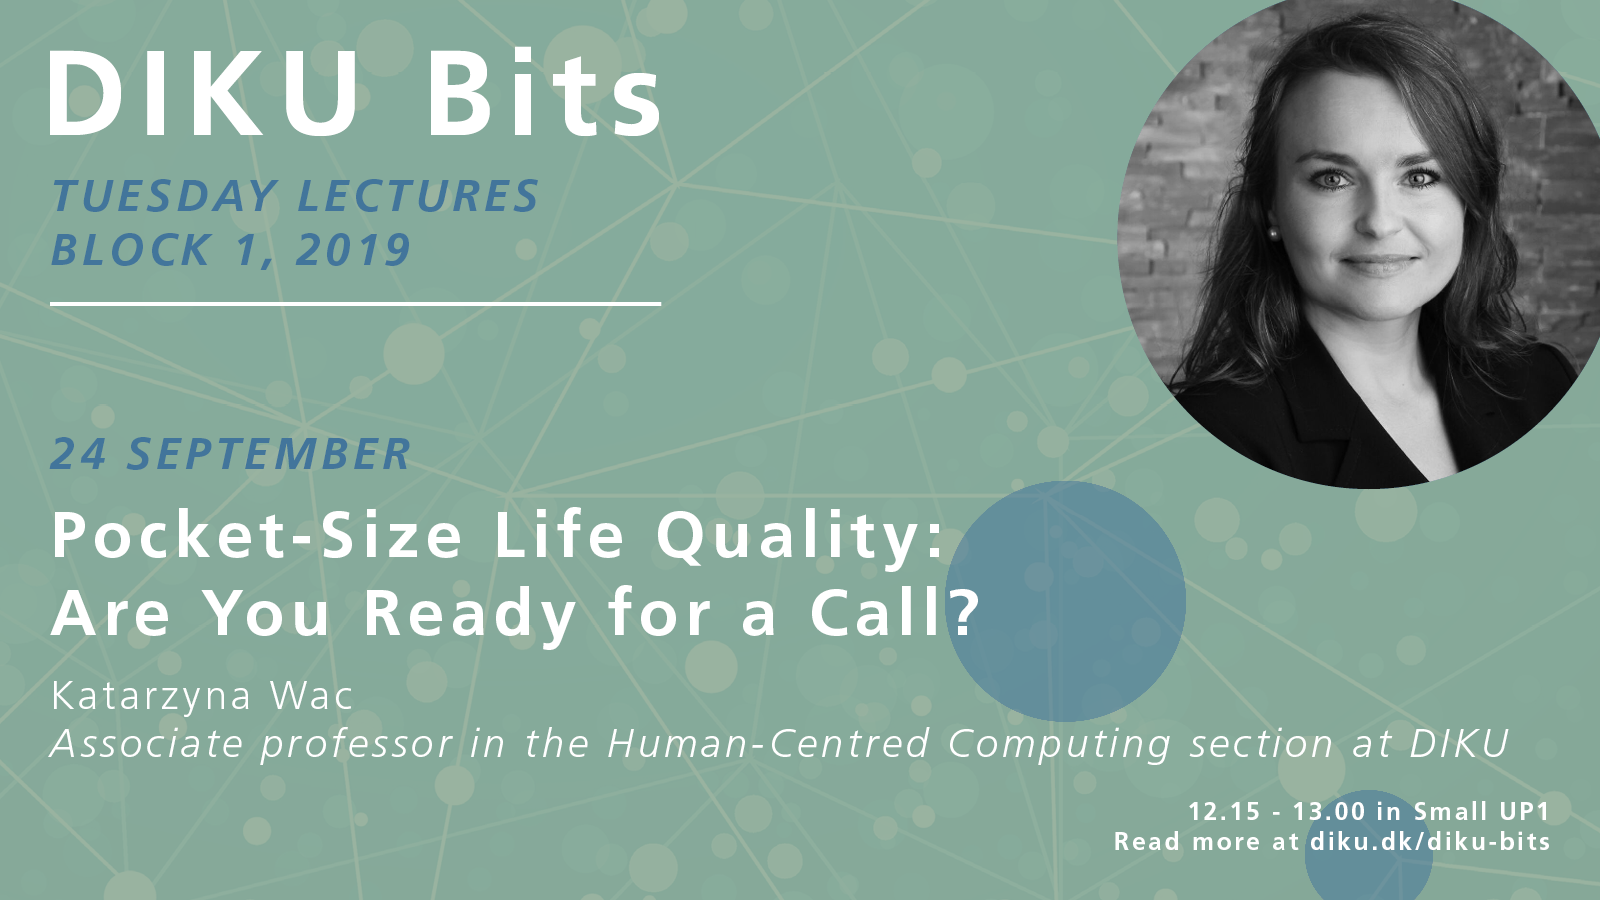 DIKU Bits
TUESDAY LECTURES
BLOCK 1, 2019
24 SEPTEMBER
Pocket-Size Life Quality:
Are You Ready for a Call?
Katarzyna Wac
Associate professor in the Human-Centred Computing section at DIKU
12.15 - 13.00 in Small UP1
Read more at diku.dk/diku-bits